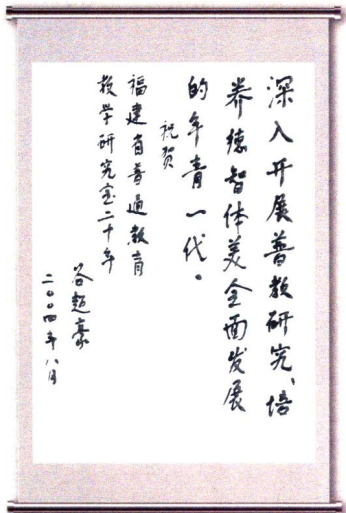 深入开展普教研究、培
养德智体美全面发展
的年青一代。
祝贺
福建省普通教育
教学研究室二十年
谷超豪
二〇〇四年八月